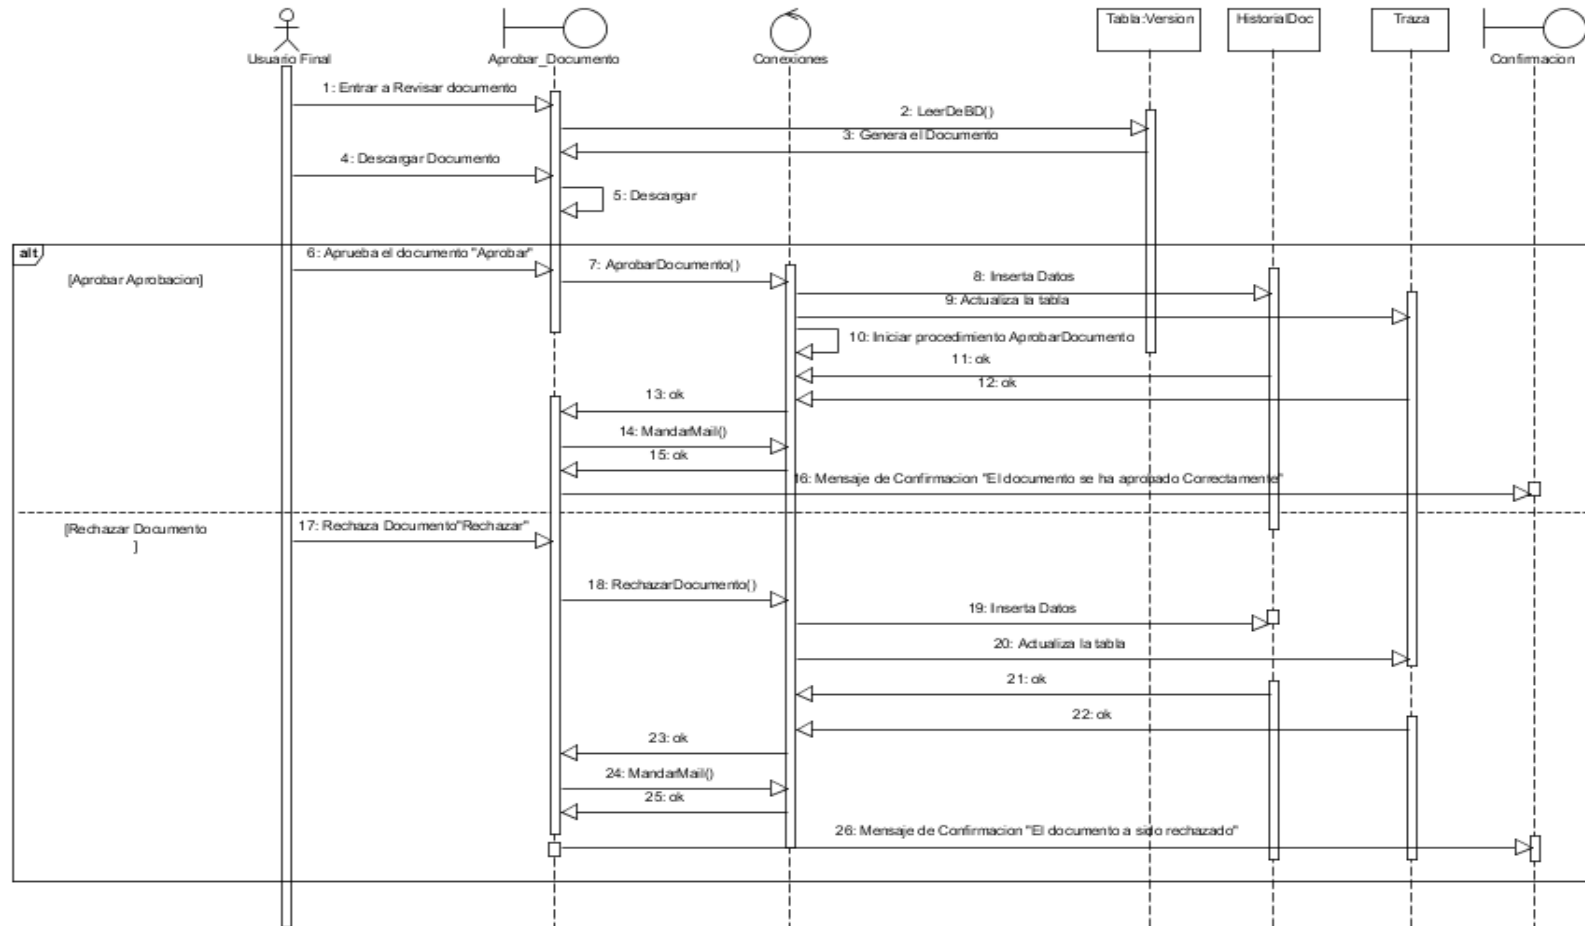 Tabla:Version
HistorialDoc
Traza
Usuario Final
Aprobar_Documento
Conexiones
Confirmacion
1: Entrar a Revisar documento
2: LeerDeBD()
3: Genera el Documento
4: Descargar Documento
5: Descargar
alt
6: Aprueba el documento "Aprobar"
[Aprobar Aprobacion]
7: AprobarDocumento()
8: Inserta Datos
9: Actualiza la tabla
10: Iniciar procedimiento AprobarDocumento
11: ok
12: ok
13: ok
14: MandarMail()
15: ok
16: Mensaje de Confirmacion "El documento se ha aprobado Correctamente"
[Rechazar Documento
]
17: Rechaza Documento"Rechazar"
18: RechazarDocumento()
19: Inserta Datos
20: Actualiza la tabla
21: ok
22: ok
23: ok
24: MandarMail()
25: ok
26: Mensaje de Confirmacion "El documento a sido rechazado"